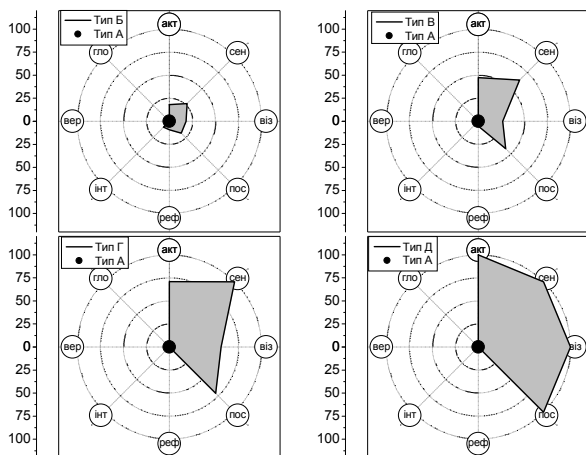 Тип Б
Тип А
100
75
50
25
0
25
50
75
100
акт
сен
віз
пос
реф
інт
вер
гло
Тип В
Тип А
100
75
50
25
0
25
50
75
100
акт
сен
віз
пос
реф
інт
вер
гло
Тип Г
Тип А
100
75
50
25
0
25
50
75
100
акт
сен
віз
пос
реф
інт
вер
гло
Тип Д
Тип А
100
75
50
25
0
25
50
75
100
акт
сен
віз
пос
реф
інт
вер
гло